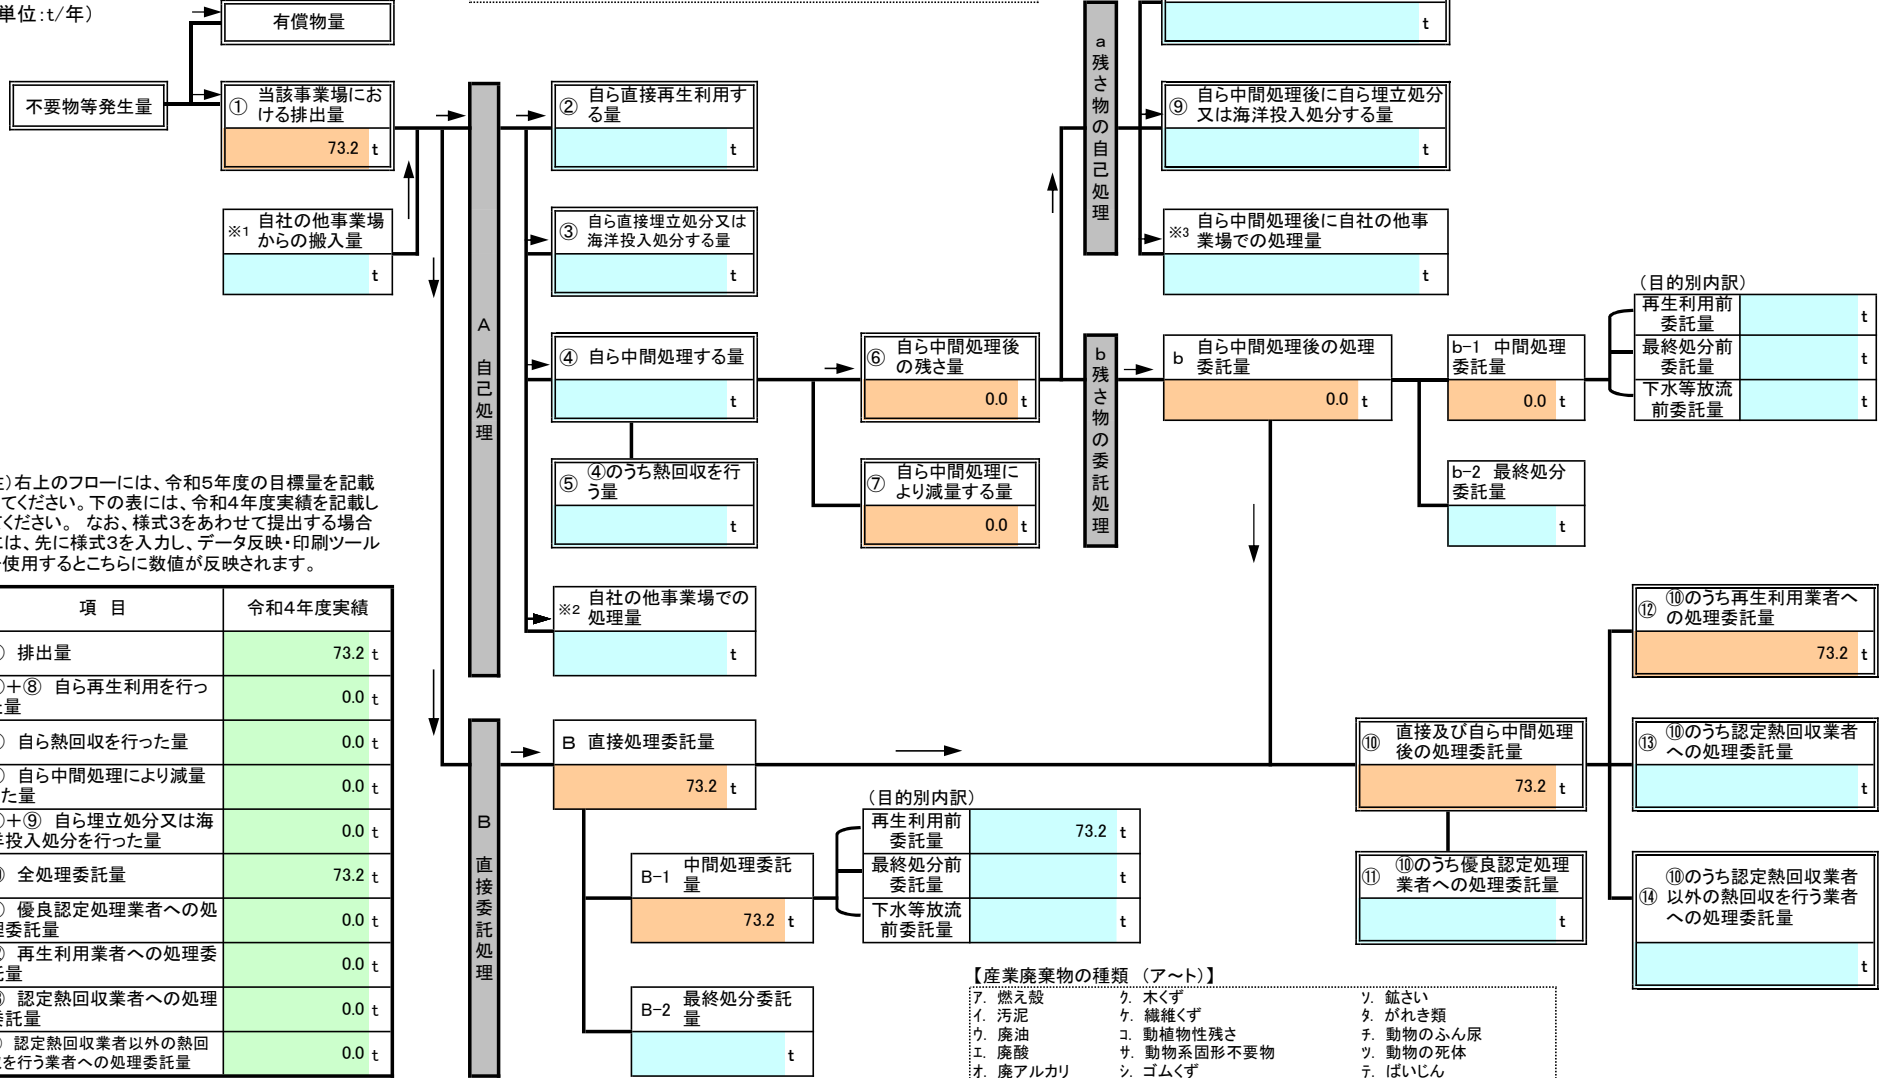 単位:t/年)
有償物量
不要物等発生量
① 当該事業場にお
ける排出量
73.2 t
※1 自社の他事業場
からの搬入量
t
A 自己処理
② 自ら直接再生利用す
る量
t
③ 自ら直接埋立処分又は
海洋投入処分する量
t
④ 自ら中間処理する量
t
⑤ ④のうち熱回収を行
う量
t
※2 自社の他事業場での
処理量
t
⑥ 自ら中間処理後
の残さ量
0.0 t
⑦ 自ら中間処理に
より減量する量
0.0 t
a 残さ物の自己処理
t
⑨ 自ら中間処理後に自ら埋立処分
又は海洋投入処分する量
t
※3 自ら中間処理後に自社の他事
業場での処理量
t
b 残さ物の委託処理
b 自ら中間処理後の処理
委託量
0.0 t
b-1 中間処理
委託量
0.0 t
b-2 最終処分
委託量
t
(目的別内訳)
再生利用前
委託量
t
最終処分前
委託量
t
下水等放流
前委託量
t
)右上のフローには、令和5年度の目標量を記載
てください。下の表には、令和4年度実績を記載し
ください。 なお、様式3をあわせて提出する場合
は、先に様式3を入力し、データ反映・印刷ツール
使用するとこちらに数値が反映されます。
項 目 令和4年度実績
) 排出量 73.2 t
)+⑧ 自ら再生利用を行っ
量 0.0 t
) 自ら熱回収を行った量 0.0 t
) 自ら中間処理により減量
た量 0.0 t
)+⑨ 自ら埋立処分又は海
投入処分を行った量 0.0 t
) 全処理委託量 73.2 t
) 優良認定処理業者への処
理委託量 0.0 t
) 再生利用業者への処理委
量 0.0 t
) 認定熱回収業者への処理
委託量 0.0 t
) 認定熱回収業者以外の熱回
を行う業者への処理委託量 0.0 t
B 直接委託処理
B 直接処理委託量
73.2 t
B-1 中間処理委託
量
73.2 t
B-2 最終処分委託
量
t
(目的別内訳)
再生利用前
委託量
73.2 t
最終処分前
委託量
t
下水等放流
前委託量
t
⑩ 直接及び自ら中間処理
後の処理委託量
73.2 t
⑪ ⑩のうち優良認定処理
業者への処理委託量
t
⑫ ⑩のうち再生利用業者へ
の処理委託量
73.2 t
⑬ ⑩のうち認定熱回収業者
への処理委託量
t
⑭ ⑩のうち認定熱回収業者
以外の熱回収を行う業者
への処理委託量
t
【産業廃棄物の種類 (ア～ト)】
ア. 燃え殻 ク. 木くず ソ. 鉱さい
イ. 汚泥 ケ. 繊維くず タ. がれき類
ウ. 廃油 コ. 動植物性残さ チ. 動物のふん尿
エ. 廃酸 サ. 動物系固形不要物 ツ. 動物の死体
オ. 廃アルカリ シ. ゴムくず テ. ばいじん